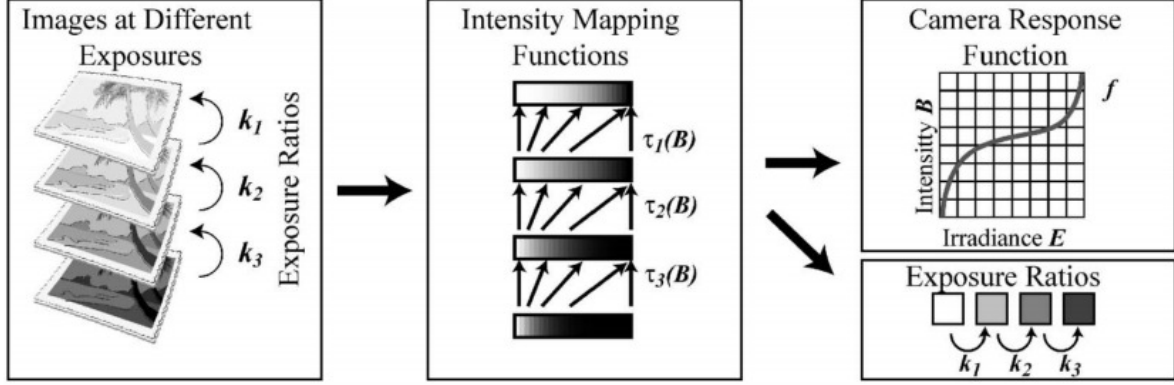 Images at Different
Exposures
k1
k2
k3
Exposure Ratios
Intensity Mapping
Functions
τ1(B)
τ2(B)
τ3(B)
Camera Response
Function
f
Intensitty B
Irradiance E
Exposure Ratios
k1 k2 k3